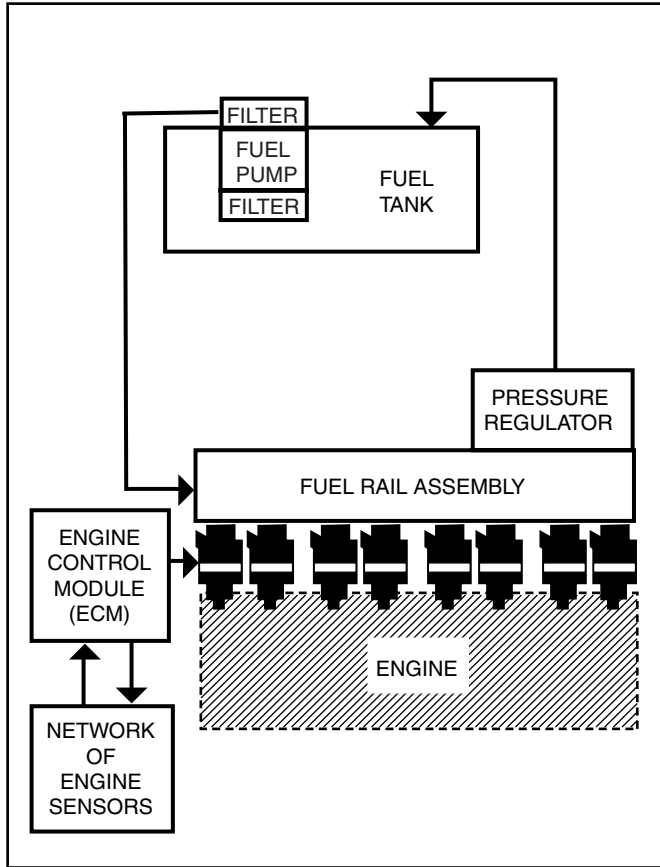 FILTER
FUEL
PUMP
FILTER
FUEL
TANK
PRESSURE
REGULATOR
FUEL RAIL ASSEMBLY
ENGINE
CONTROL
MODULE
(ECM)
ENGINE
NETWORK
OF
ENGINE
SENSORS